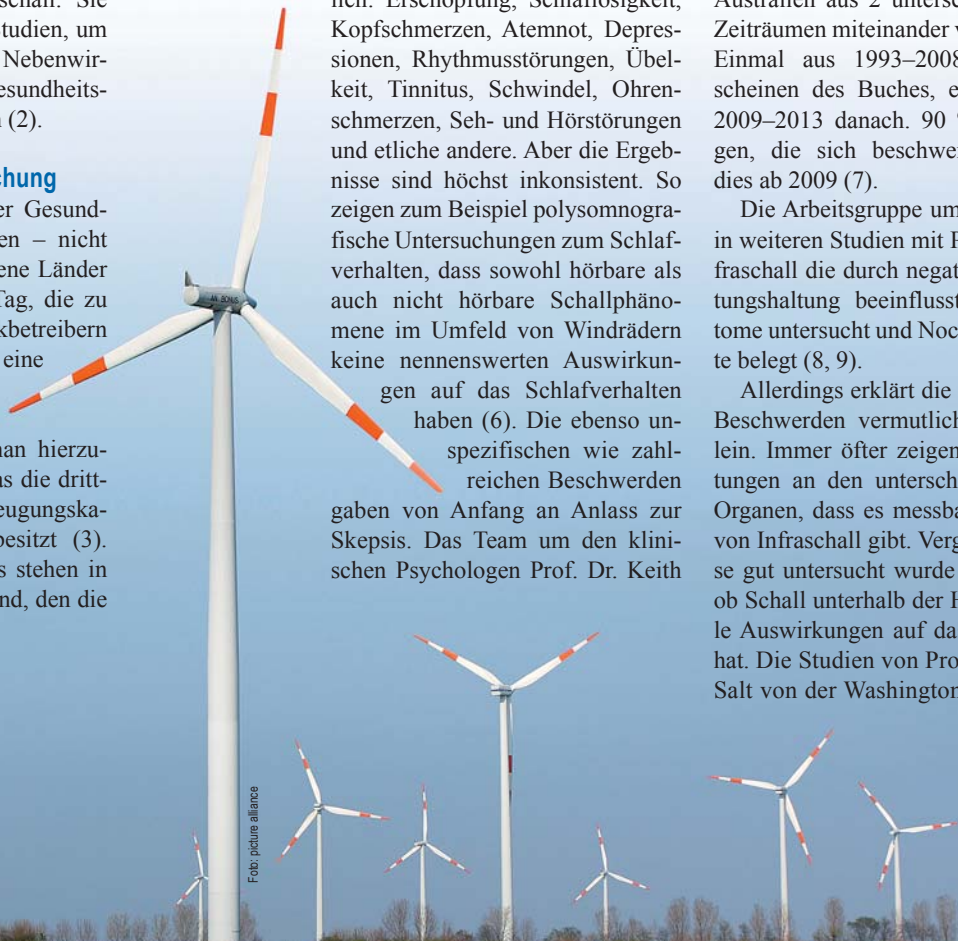 schall. Sie
tudien, um
Nebenwir-
esundheits-
(2).
chung
er Gesund-
en – nicht
ene Länder
Tag, die zu
kbetreibern
eine
an hierzu-
as die dritt-
eugungska-
besitzt (3).
s stehen in
nd, den die
lich: Erschöpfung, Schlaflosigkeit,
Kopfschmerzen, Atemnot, Depres-
sionen, Rhythmusstörungen, Übel-
keit, Tinnitus, Schwindel, Ohren-
schmerzen, Seh- und Hörstörungen
und etliche andere. Aber die Ergeb-
nisse sind höchst inkonsistent. So
zeigen zum Beispiel polysomnogra-
fische Untersuchungen zum Schlaf-
verhalten, dass sowohl hörbare als
auch nicht hörbare Schallphäno-
mene im Umfeld von Windrädern
keine nennenswerten Auswirkun-
gen auf das Schlafverhalten
haben (6). Die ebenso un-
spezifischen wie zahl-
reichen Beschwerden
gaben von Anfang an Anlass zur
Skepsis. Das Team um den klini-
schen Psychologen Prof. Dr. Keith
Australien aus 2 untersc
Zeiträumen miteinander v
Einmal aus 1993–2008
scheinen des Buches, e
2009–2013 danach. 90
gen, die sich beschwe
dies ab 2009 (7).
Die Arbeitsgruppe um
in weiteren Studien mit P
fraschall die durch negat
tungshaltung beeinflusst
tome untersucht und Noc
te belegt (8, 9).
Allerdings erklärt die
Beschwerden vermutlich
lein. Immer öfter zeigen
tungen an den untersch
Organen, dass es messba
von Infraschall gibt. Verg
se gut untersucht wurde
ob Schall unterhalb der H
le Auswirkungen auf da
hat. Die Studien von Pro
Salt von der Washington
AN BONUS
Foto: picture alliance